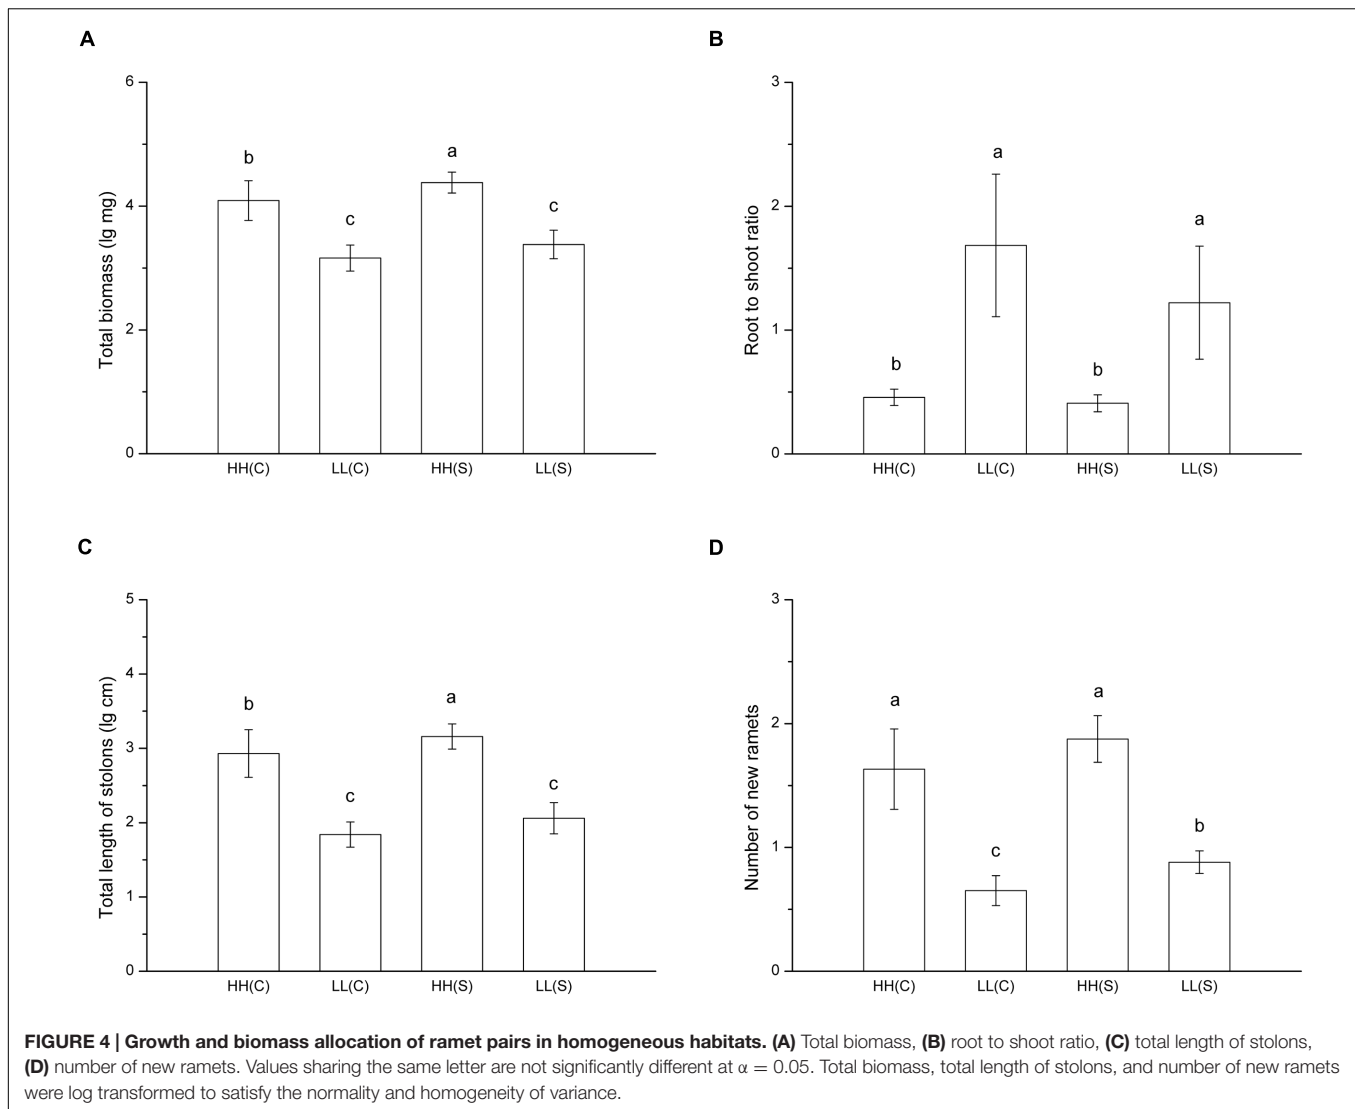 A
Total biomass (lg mg)
6
4
2
0
b
c
a
c
HH(C) LL(C) HH(S) LL(S)
B
Root to shoot ratio
3
2
1
0
b
a
b
a
HH(C) LL(C) HH(S) LL(S)
C
Total length of stolons (lg cm)
5
4
3
2
1
0
b
c
a
c
HH(C) LL(C) HH(S) LL(S)
D
Number of new ramets
3
2
1
0
a
c
a
b
HH(C) LL(C) HH(S) LL(S)
FIGURE 4 | Growth and biomass allocation of ramet pairs in homogeneous habitats. (A) Total biomass, (B) root to shoot ratio, (C) total length of stolons,
(D) number of new ramets. Values sharing the same letter are not significantly different at α = 0.05. Total biomass, total length of stolons, and number of new ramets
were log transformed to satisfy the normality and homogeneity of variance.